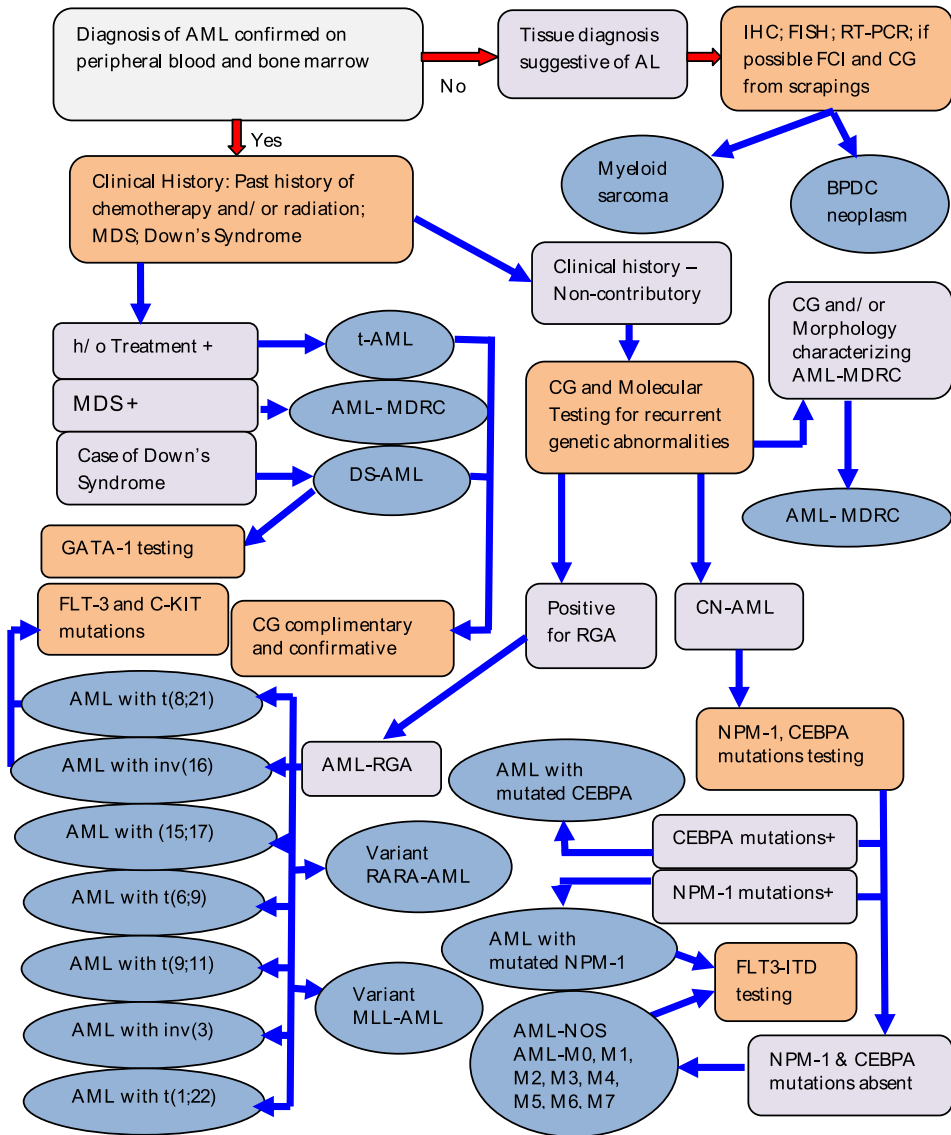 Diagnosis of AML confirmed on
peripheral blood and bone marrow
No
Tissue diagnosis
suggestive of AL
IHC; FISH; RT-PCR; if
possible FCI and CG
from scrapings
Yes
Myeloid
sarcoma
BPDC
neoplasm
Clinical History: Past history of
chemotherapy and/ or radiation;
MDS; Down's Syndrome
Clinical history –
Non-contributory
CG and/ or
Morphology
characterizing
AML-MDRC
h/ o Treatment +
t-AML
MDS +
AML- MDRC
Case of Down's
Syndrome
DS-AML
CG and Molecular
Testing for recurrent
genetic abnormalities
AML- MDRC
GATA-1 testing
FLT-3 and C-KIT
mutations
CG complimentary
and confirmative
Positive
for RGA
CN-AML
AML with t(8;21)
AML with inv(16)
AML-RGA
AML with (15;17)
AML with t(6;9)
AML with t(9;11)
AML with inv(3)
AML with t(1;22)
Variant
RARA-AML
Variant
MLL-AML
NPM-1, CEBPA
mutations testing
AML with
mutated CEBPA
CEBPA mutations+
NPM-1 mutations+
AML with
mutated NPM-1
FLT3-ITD
testing
AML-NOS
AML-M0, M1,
M2, M3, M4,
M5, M6, M7
NPM-1 & CEBPA
mutations absent